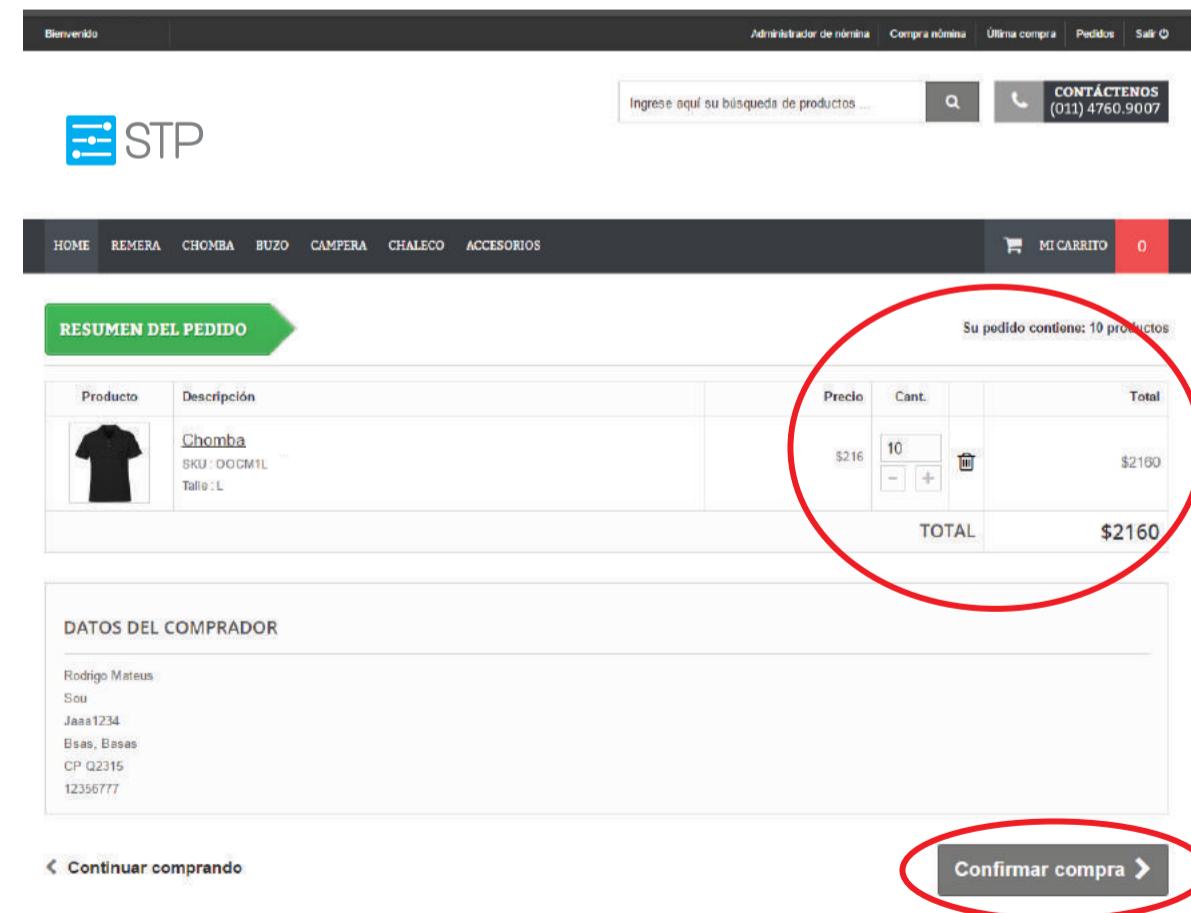 Bienvenido Administrador de nómina Compra nómina Última compra Pedidos Salir
Ingrese aquí su búsqueda de productos ... CONTÁCTENOS
(011) 4760.9007
STP
HOME REMERA CHOMBA BUZO CAMPERA CHALECO ACCESORIOS MI CARRITO 0
RESUMEN DEL PEDIDO Su pedido contiene: 10 productos
Producto Descripción Precio Cant. Total
Chomba
SKU : OOCM1L $216 10 $2160
Talle : L - +
TOTAL $2160
DATOS DEL COMPRADOR
Rodrigo Mateus
Sou
Jaaa1234
Bsas, Basas
CP Q2315
12356777
Continuar comprando Confirmar compra